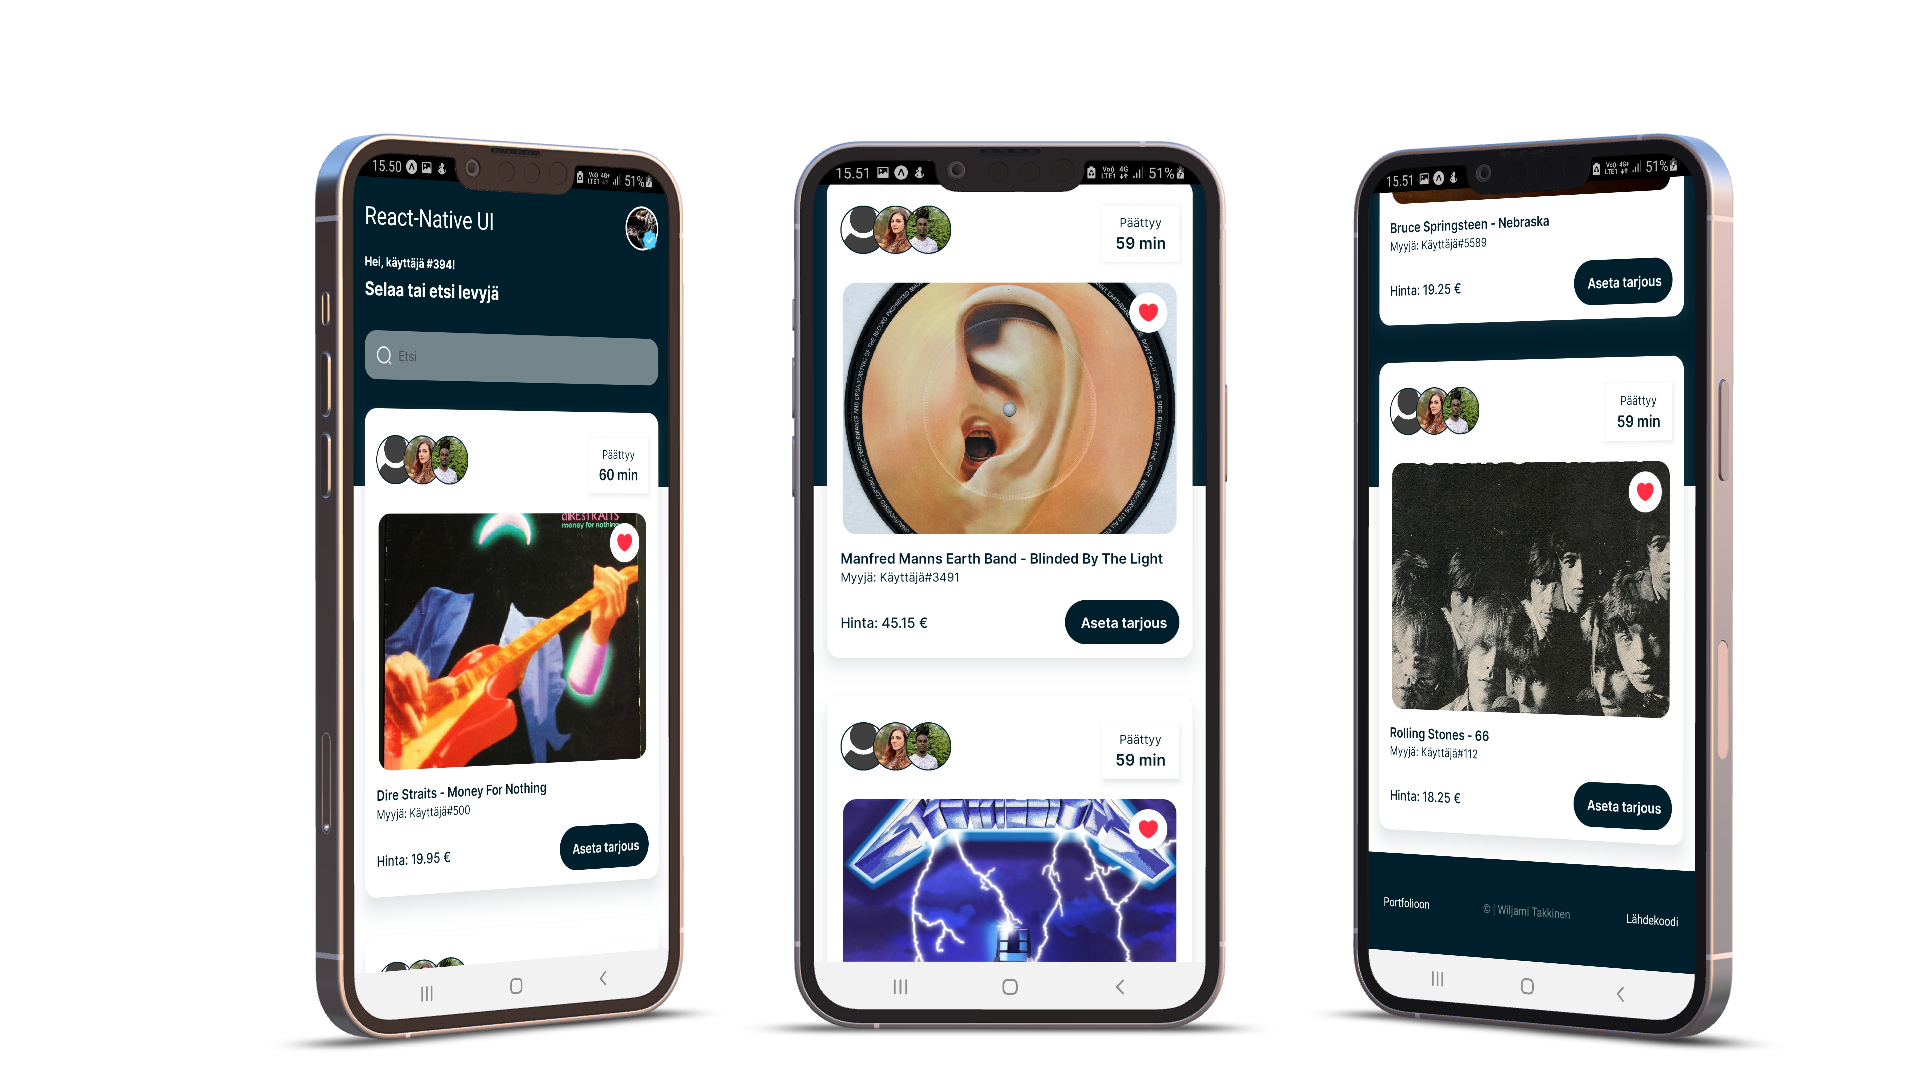 15.50
51%
React-Native UI
Hei, käyttäjä #394!
Selaa tai etsi levyjä
Etsi
Päättyy
60 min
DIRE STRAITS
money for nothing
Dire Straits - Money For Nothing
Myyjä: Käyttäjä#500
Hinta: 19.95 €
Aseta tarjous
15.51
4G
LTE1
51%
Päättyy
59 min
Manfred Manns Earth Band - Blinded By The Light
Myyjä: Käyttäjä#3491
Hinta: 45.15 €
Aseta tarjous
Päättyy
59 min
15.51
51%
Bruce Springsteen - Nebraska
Myyjä: Käyttäjä#5589
Hinta: 19.25 €
Aseta tarjous
Päättyy
59 min
Rolling Stones - 66
Myyjä: Käyttäjä#112
Hinta: 18.25 €
Aseta tarjous
Portfolioon
© | Wiljami Takkinen
Lähdekoodi